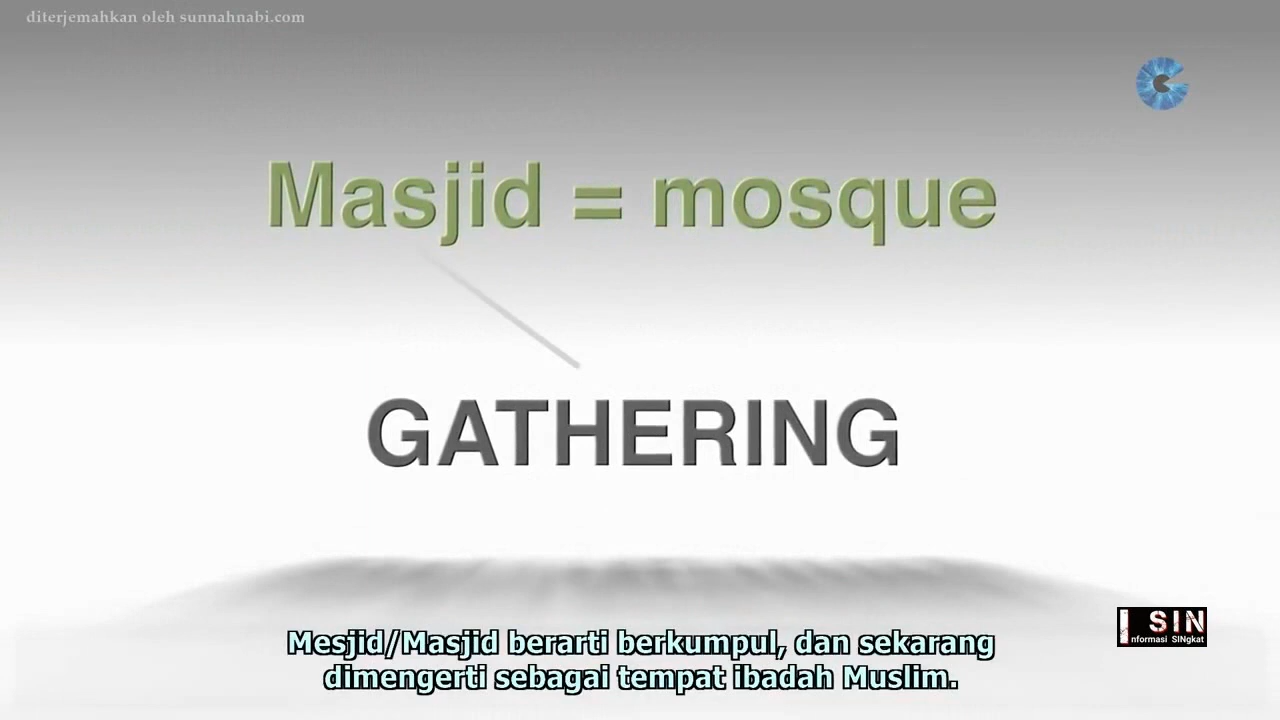 diterjemahkan oleh sunnahnabi.com
Masjid = mosque
GATHERING
I SIN
nformasi SINgkat
Mesjid/Masjid berarti berkumpul, dan sekarang
dimengerti sebagai tempat ibadah Muslim.